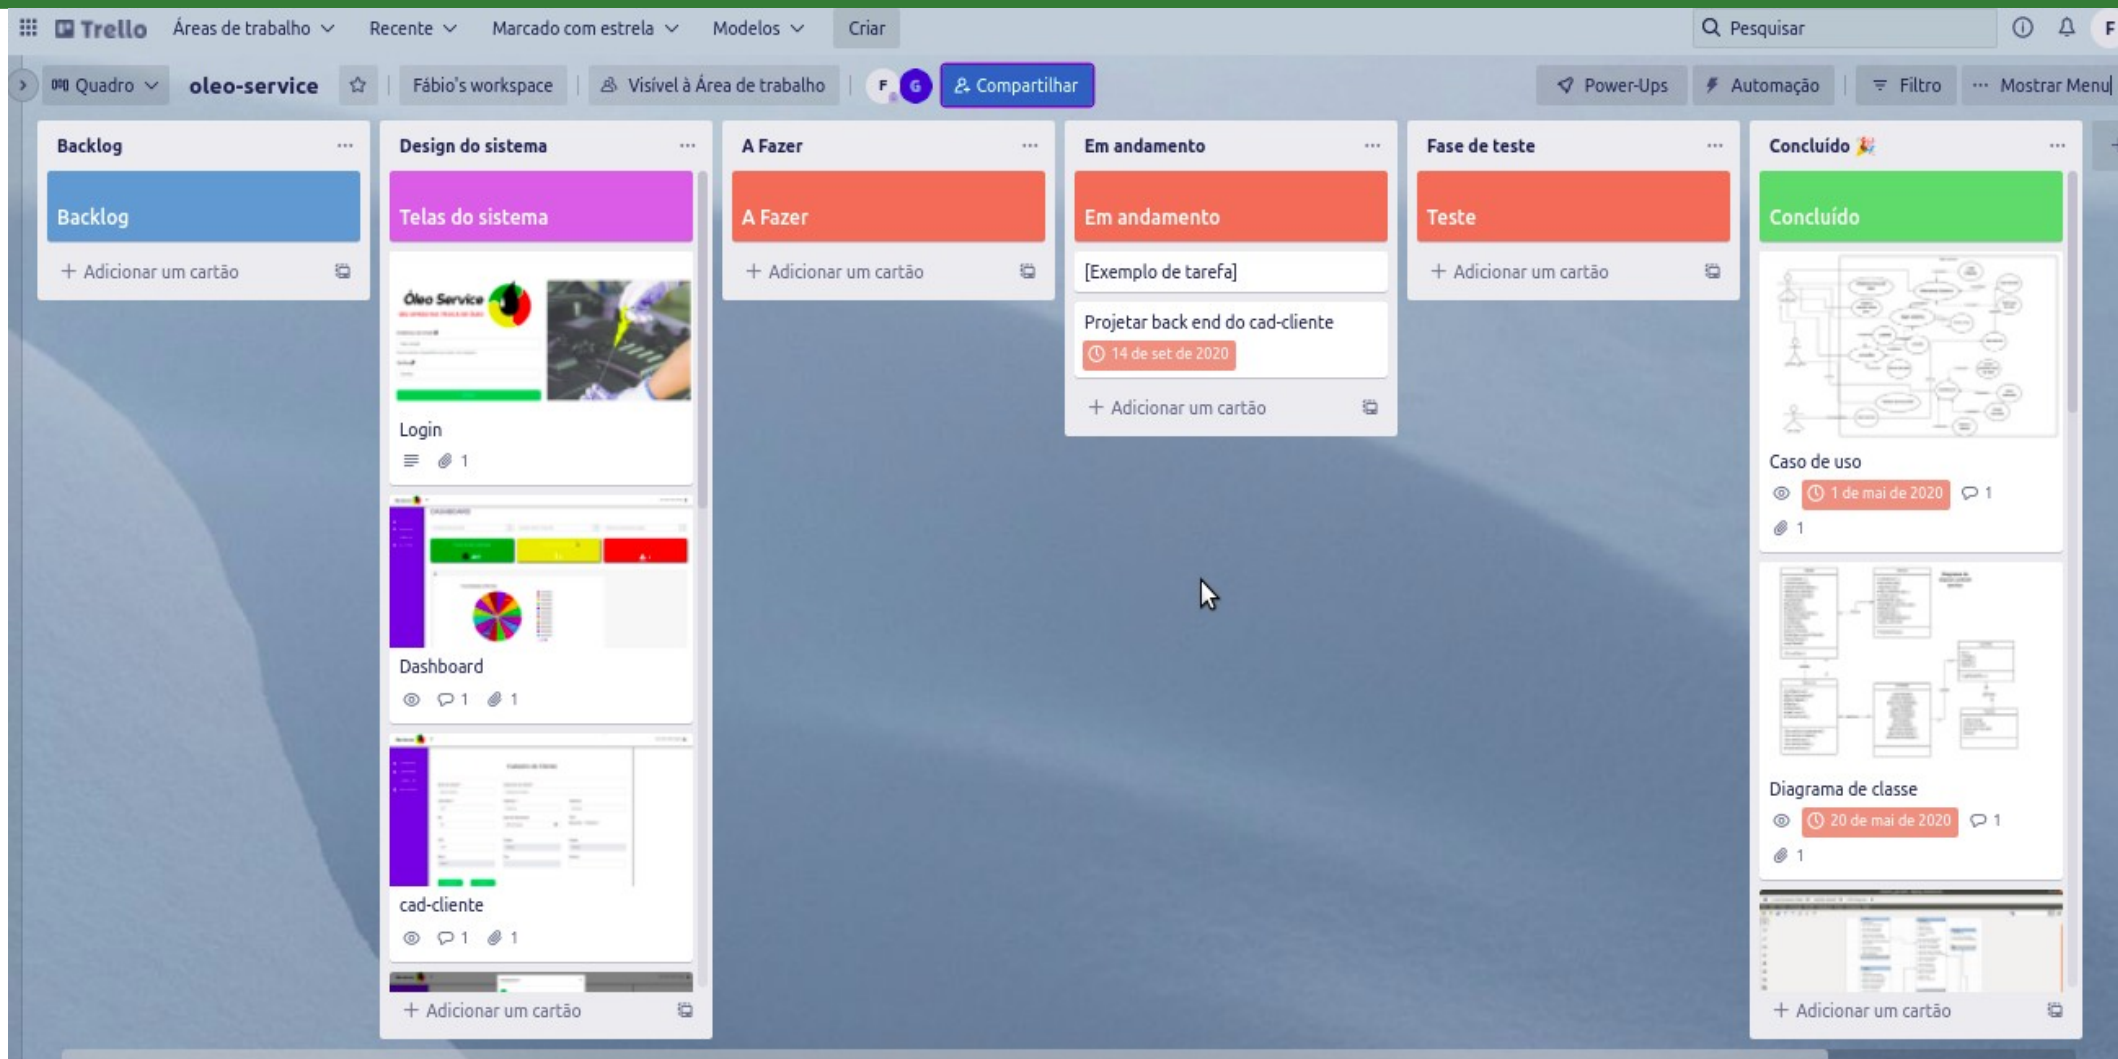 Trello
Áreas de trabalho
Recente
Marcado com estrela
Modelos
Criar
Pesquisar
F
Quadro
oleo-service
Fábio's workspace
Visível à Área de trabalho
F
G
Compartilhar
Power-Ups
Automação
Filtro
Mostrar Menu
Backlog
Backlog
+ Adicionar um cartão
Design do sistema
Telas do sistema
Óleo Service
Login
1
DASHBOARD
Dashboard
1 1
Cadastro de Cliente
cad-cliente
1 1
+ Adicionar um cartão
A Fazer
A Fazer
+ Adicionar um cartão
Em andamento
Em andamento
[Exemplo de tarefa]
Projetar back end do cad-cliente
14 de set de 2020
+ Adicionar um cartão
Fase de teste
Teste
+ Adicionar um cartão
Concluído 🎉
Concluído
Caso de uso
1 de mai de 2020 1
1
Diagrama de classe
20 de mai de 2020 1
1
+ Adicionar um cartão